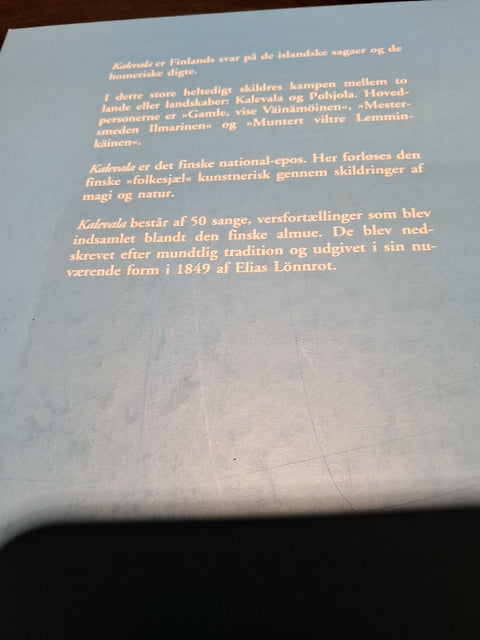 Kalevala er Finlands svar på de islandske sagaer og de
homeriske digte.
I dette store heltedigt skildres kampen mellem to
lande eller landskaber: Kalevala og Pohjola. Hoved-
personerne er »Gamle, vise Väinämöinen«, »Mester-
smeden Ilmarinen« og »Muntert viltre Lemmin-
käinen«.
Kalevala er det finske national-epos. Her forløses den
finske »folkesjæl« kunstnerisk gennem skildringer af
magi og natur.
Kalevala består af 50 sange, versfortællinger som blev
indsamlet blandt den finske almue. De blev ned-
skrevet efter mundtlig tradition og udgivet i sin nu-
værende form i 1849 af Elias Lönnrot.